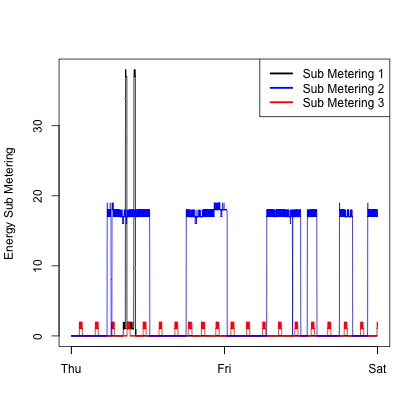 Sub Metering 1
Sub Metering 2
Sub Metering 3
Energy Sub Metering
30
20
10
0
Thu
Fri
Sat